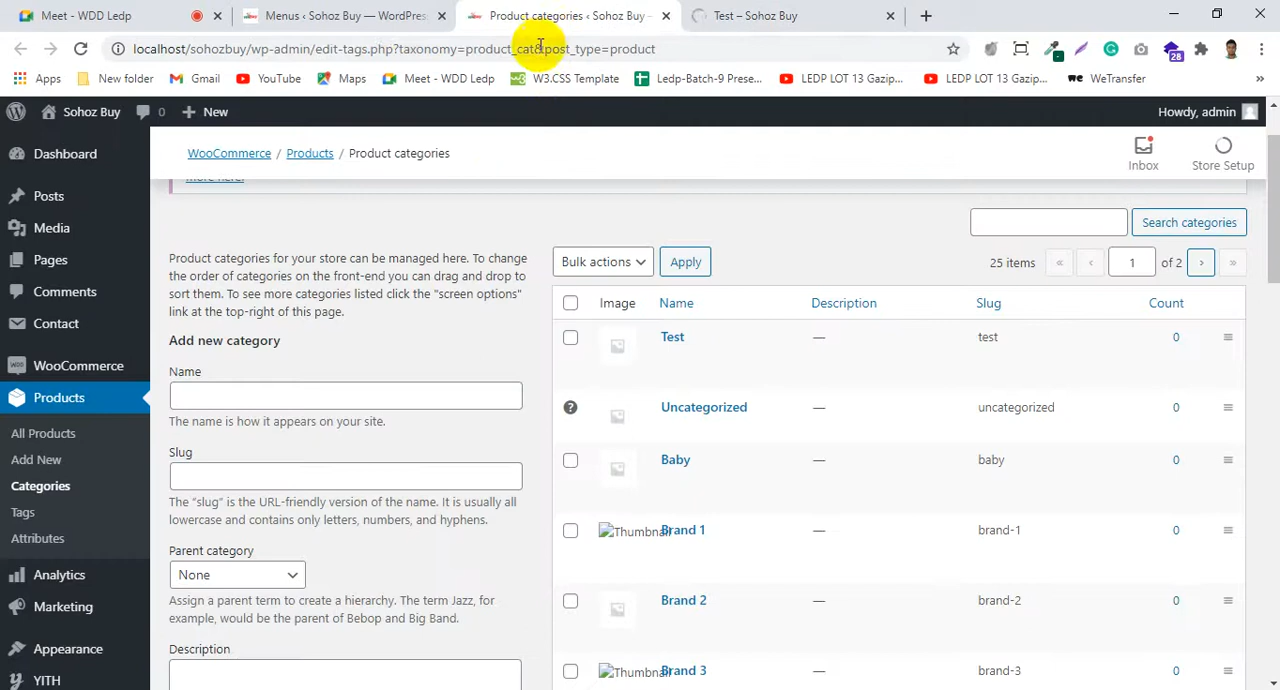 Meet - WDD Ledp
Menus ‹ Sohoz Buy — WordPres
Product categories ‹ Sohoz Buy –
Test – Sohoz Buy
localhost/sohozbuy/wp-admin/edit-tags.php?taxonomy=product_cat&post_type=product
28
Apps
New folder
Gmail
YouTube
Maps
Meet - WDD Ledp
W3.CSS Template
Ledp-Batch-9 Prese...
LEDP LOT 13 Gazip...
LEDP LOT 13 Gazip...
WeTransfer
»
Sohoz Buy
0
New
Howdy, admin
Dashboard
Posts
Media
Pages
Comments
Contact
WooCommerce
Products
All Products
Add New
Categories
Tags
Attributes
Analytics
Marketing
Appearance
YITH
WooCommerce / Products / Product categories
Inbox
Store Setup
more here!
Search categories
Product categories for your store can be managed here. To change
the order of categories on the front-end you can drag and drop to
sort them. To see more categories listed click the "screen options"
link at the top-right of this page.
Add new category
Name
The name is how it appears on your site.
Slug
The “slug” is the URL-friendly version of the name. It is usually all
lowercase and contains only letters, numbers, and hyphens.
Parent category
None
Assign a parent term to create a hierarchy. The term Jazz, for
example, would be the parent of Bebop and Big Band.
Description
Bulk actions
Apply
25 items « ‹ 1 of 2 › »
Image Name Description Slug Count
Test — test 0
Uncategorized — uncategorized 0
Baby — baby 0
Thumbnail Brand 1 — brand-1 0
Brand 2 — brand-2 0
Thumbnail Brand 3 — brand-3 0